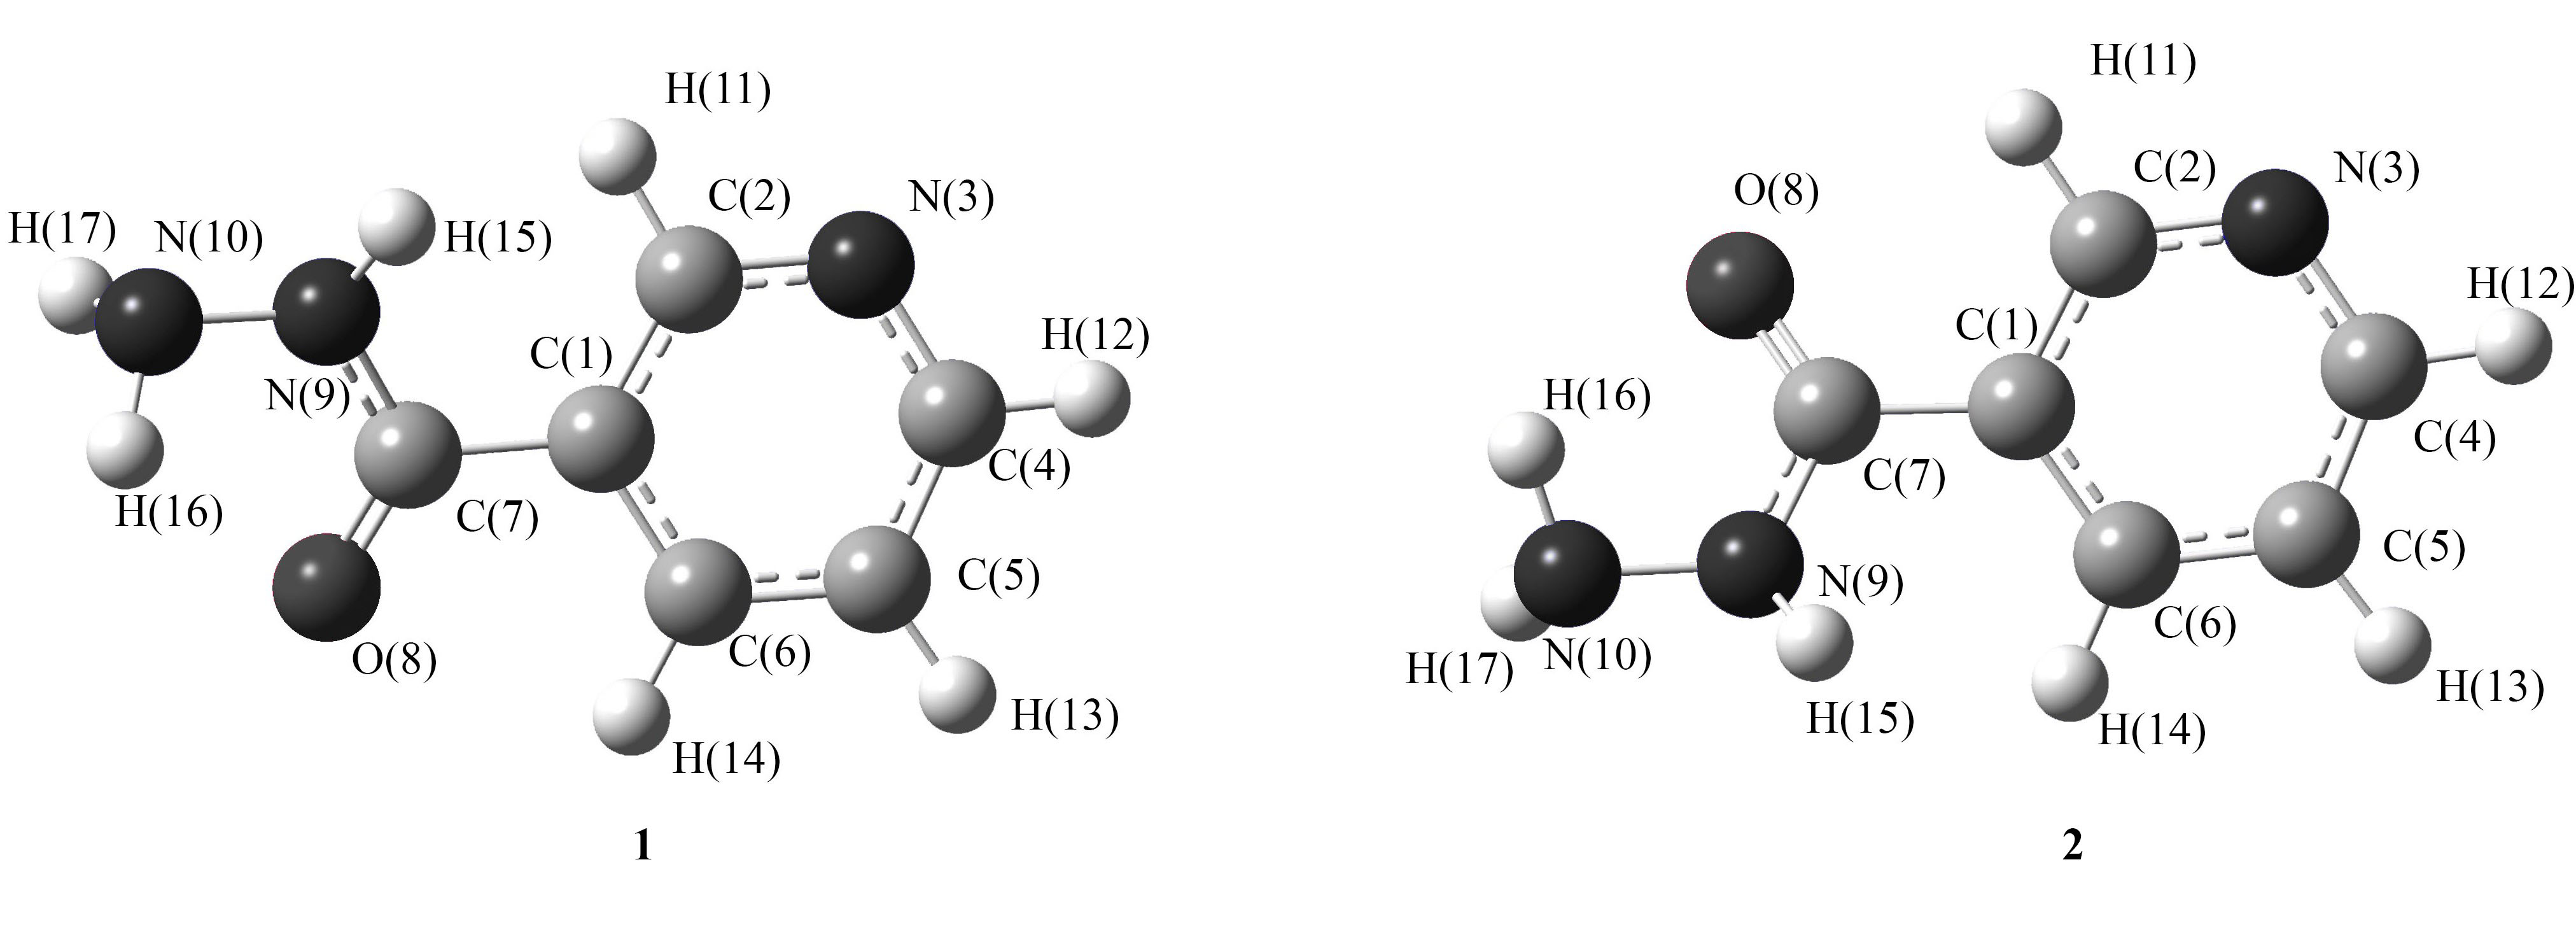 H(11)
C(2)
N(3)
H(17)
N(10)
H(15)
C(1)
H(12)
N(9)
C(4)
H(16)
C(7)
C(5)
O(8)
C(6)
H(13)
H(14)
1
H(11)
C(2)
N(3)
O(8)
H(12)
C(1)
H(16)
C(4)
C(7)
C(5)
N(9)
C(6)
H(17)
N(10)
H(13)
H(15)
H(14)
2